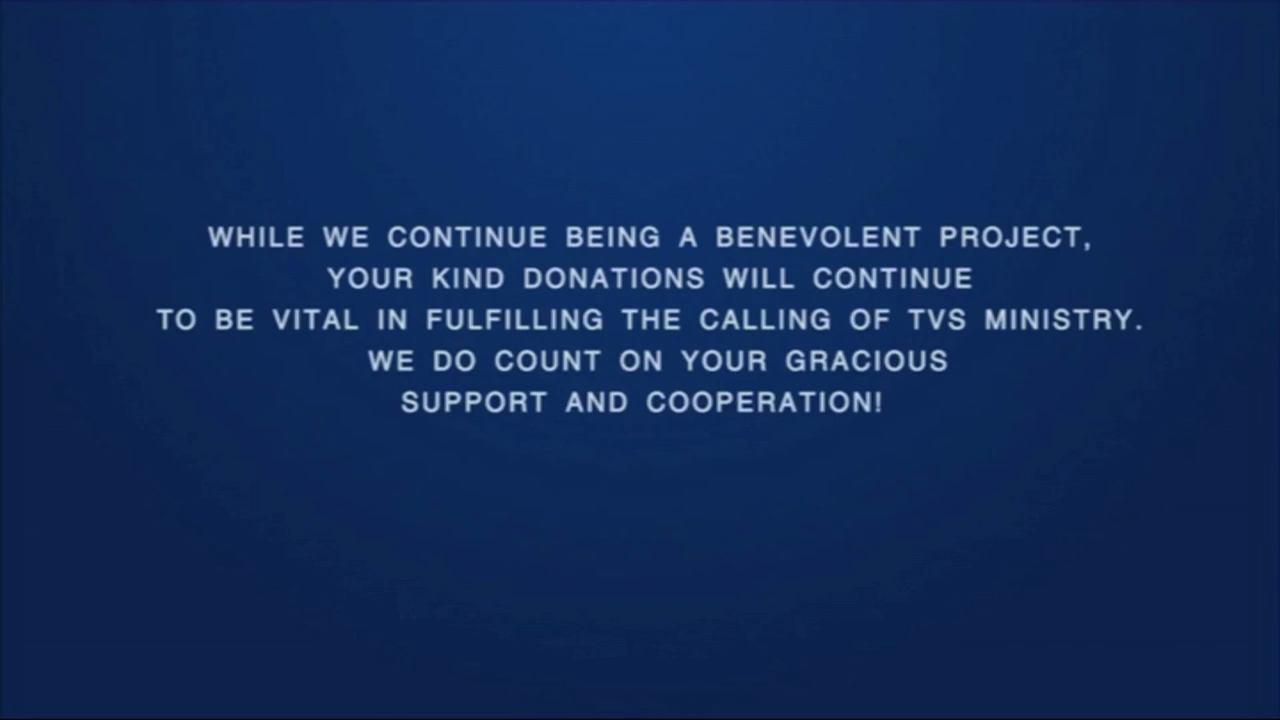 WHILE WE CONTINUE BEING A BENEVOLENT PROJECT,
YOUR KIND DONATIONS WILL CONTINUE
TO BE VITAL IN FULFILLING THE CALLING OF TVS MINISTRY.
WE DO COUNT ON YOUR GRACIOUS
SUPPORT AND COOPERATION!